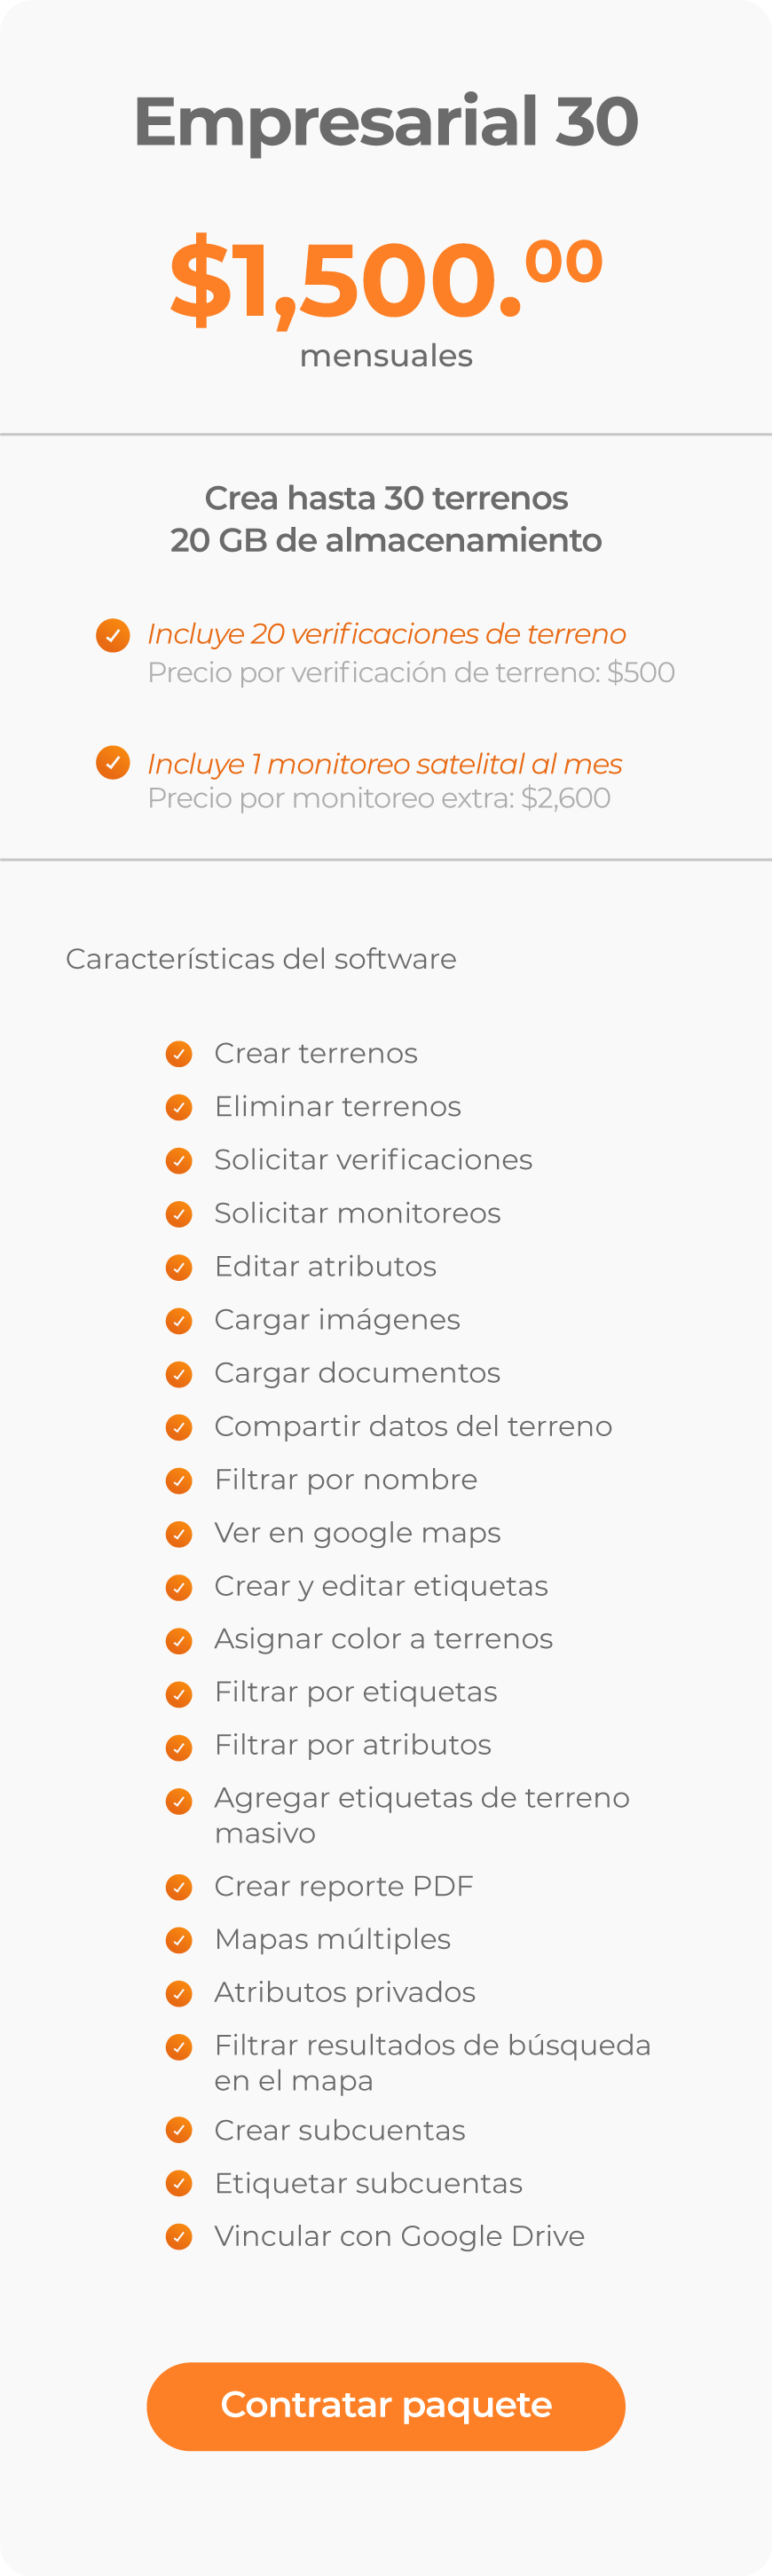 Empresarial 30
$1,500.00
mensuales
Crea hasta 30 terrenos
20 GB de almacenamiento
Incluye 20 verificaciones de terreno
Precio por verificación de terreno: $500
Incluye 1 monitoreo satelital al mes
Precio por monitoreo extra: $2,600
Características del software
Crear terrenos
Eliminar terrenos
Solicitar verificaciones
Solicitar monitoreos
Editar atributos
Cargar imágenes
Cargar documentos
Compartir datos del terreno
Filtrar por nombre
Ver en google maps
Crear y editar etiquetas
Asignar color a terrenos
Filtrar por etiquetas
Filtrar por atributos
Agregar etiquetas de terreno
masivo
Crear reporte PDF
Mapas múltiples
Atributos privados
Filtrar resultados de búsqueda
en el mapa
Crear subcuentas
Etiquetar subcuentas
Vincular con Google Drive
Contratar paquete